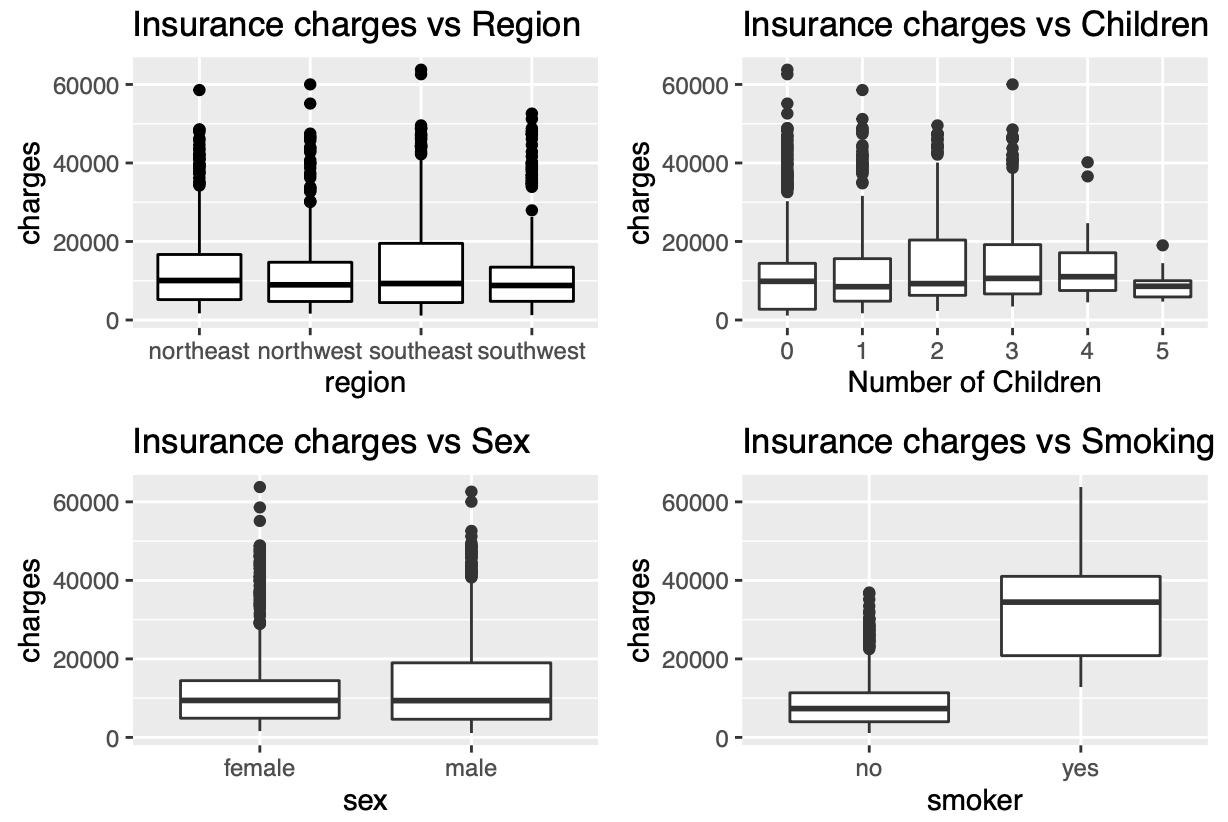 Insurance charges vs Region
60000
40000
20000
0
charges
northeast northwest southeast southwest
region
Insurance charges vs Children
60000
40000
20000
0
charges
0 1 2 3 4 5
Number of Children
Insurance charges vs Sex
60000
40000
20000
0
charges
female male
sex
Insurance charges vs Smoking
60000
40000
20000
0
charges
no yes
smoker